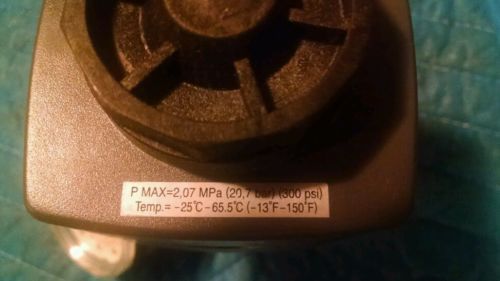 P MAX=2,07 MPa (20,7 bar) (300 psi)
Temp.= -25°C-65.5°C (-13°F-150°F)